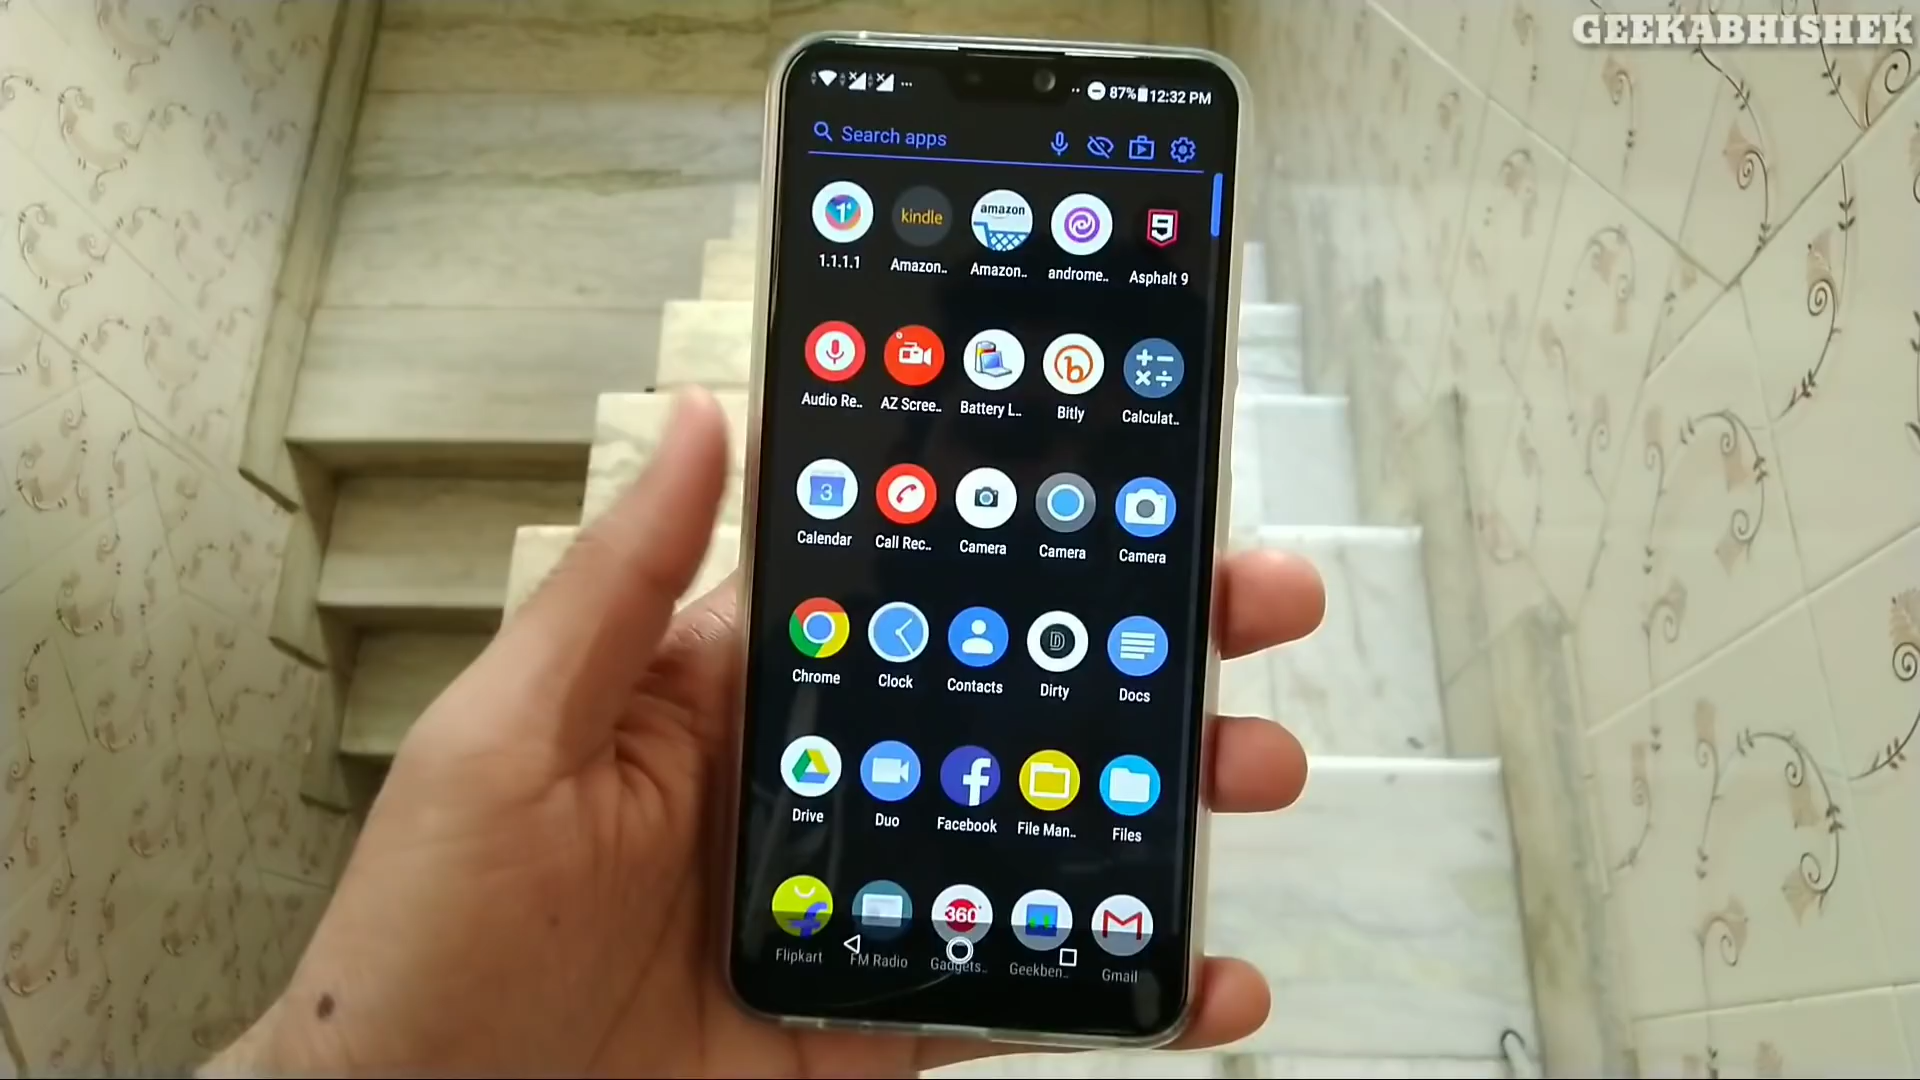 GEEKABHISHEK
87% 12:32 PM
Search apps
kindle amazon
1.1.1.1 Amazon.. Amazon.. androme.. Asphalt 9
Audio Re.. AZ Scree.. Battery L.. Bitly Calculat..
3
Calendar Call Rec.. Camera Camera Camera
Chrome Clock Contacts Dirty Docs
Drive Duo Facebook File Man.. Files
360
Flipkart FM Radio Gadgets.. Geekben.. Gmail